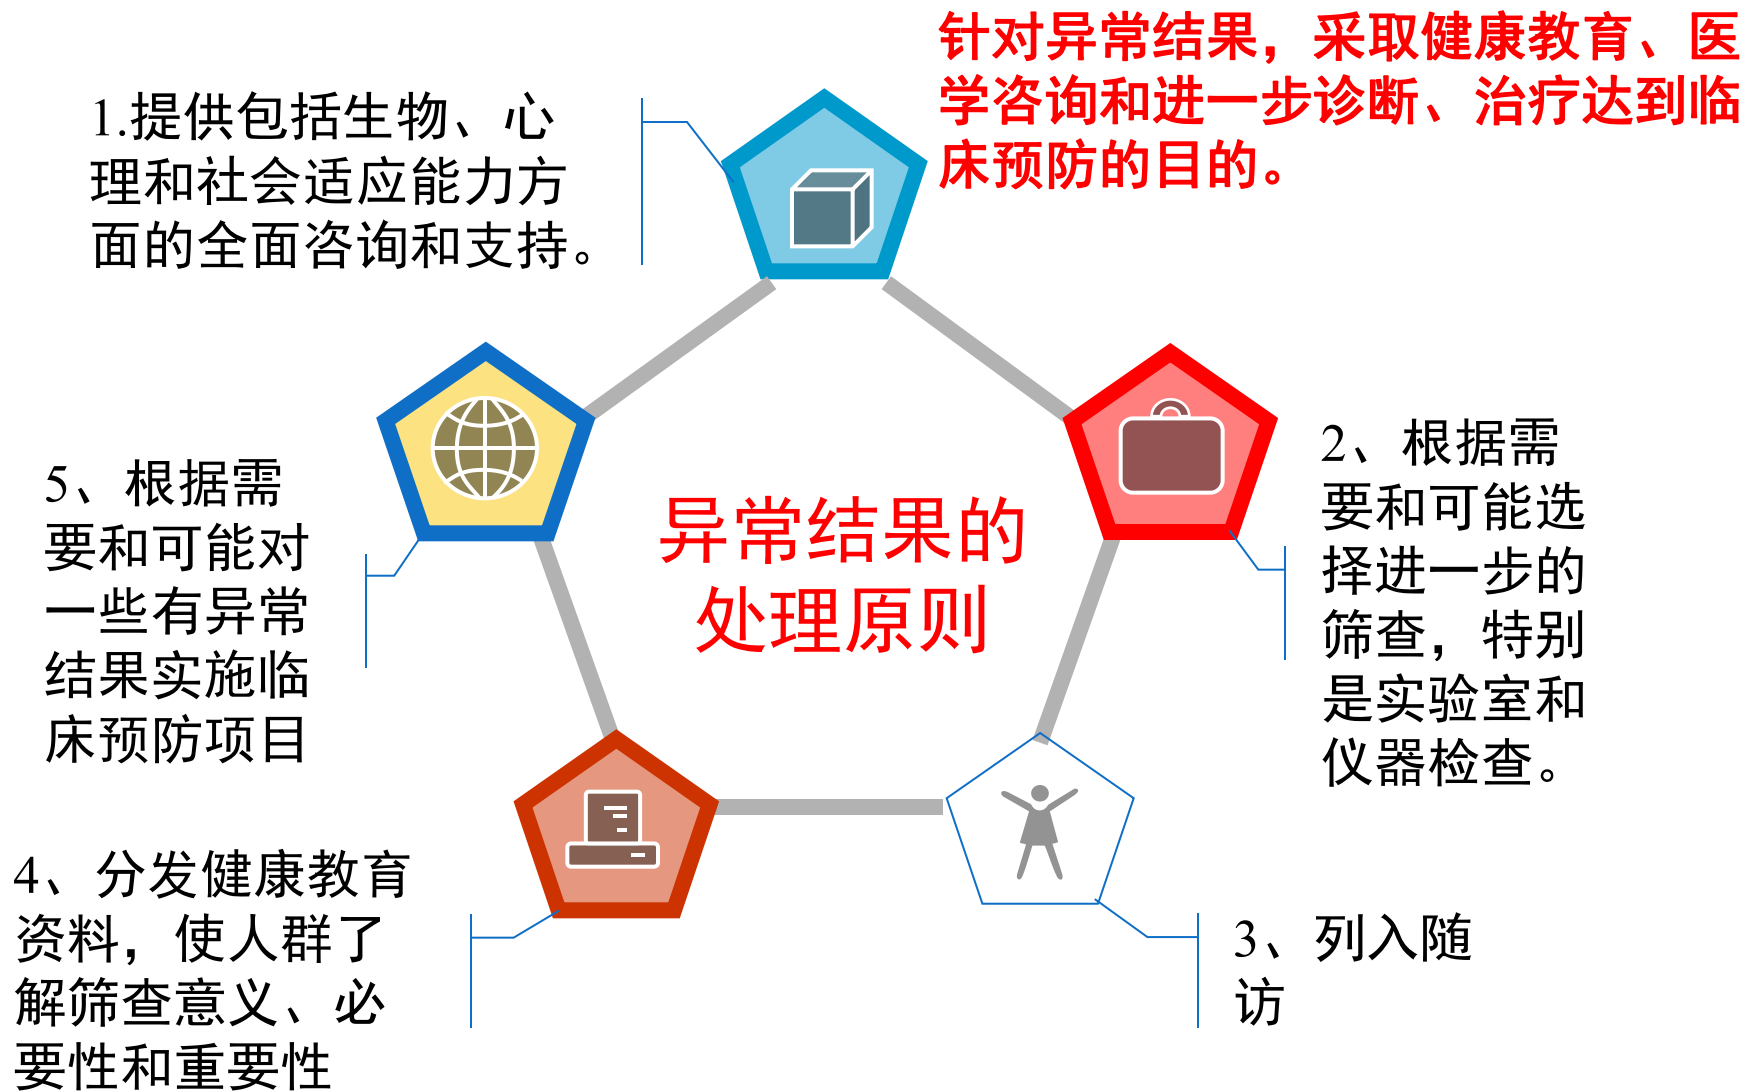 针对异常结果，采取健康教育、医
学咨询和进一步诊断、治疗达到临
床预防的目的。
1.提供包括生物、心
理和社会适应能力方
面的全面咨询和支持。
异常结果的
处理原则
2、根据需
要和可能选
择进一步的
筛查，特别
是实验室和
仪器检查。
3、列入随
访
4、分发健康教育
资料，使人群了
解筛查意义、必
要性和重要性
5、根据需
要和可能对
一些有异常
结果实施临
床预防项目